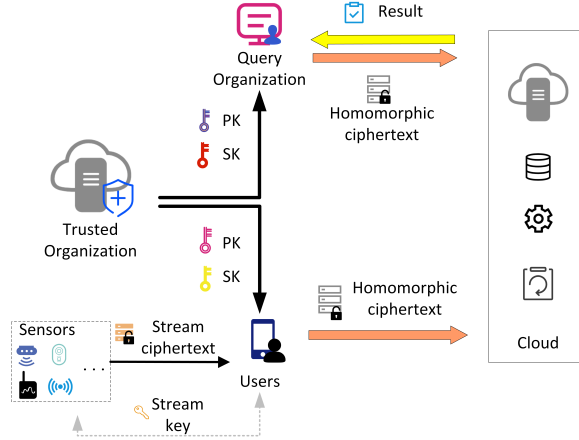 Result
Query
Organization
Homomorphic
ciphertext
PK
SK
Trusted
Organization
PK
SK
Homomorphic
ciphertext
Cloud
Sensors
. . .
Stream
ciphertext
Users
Stream
key